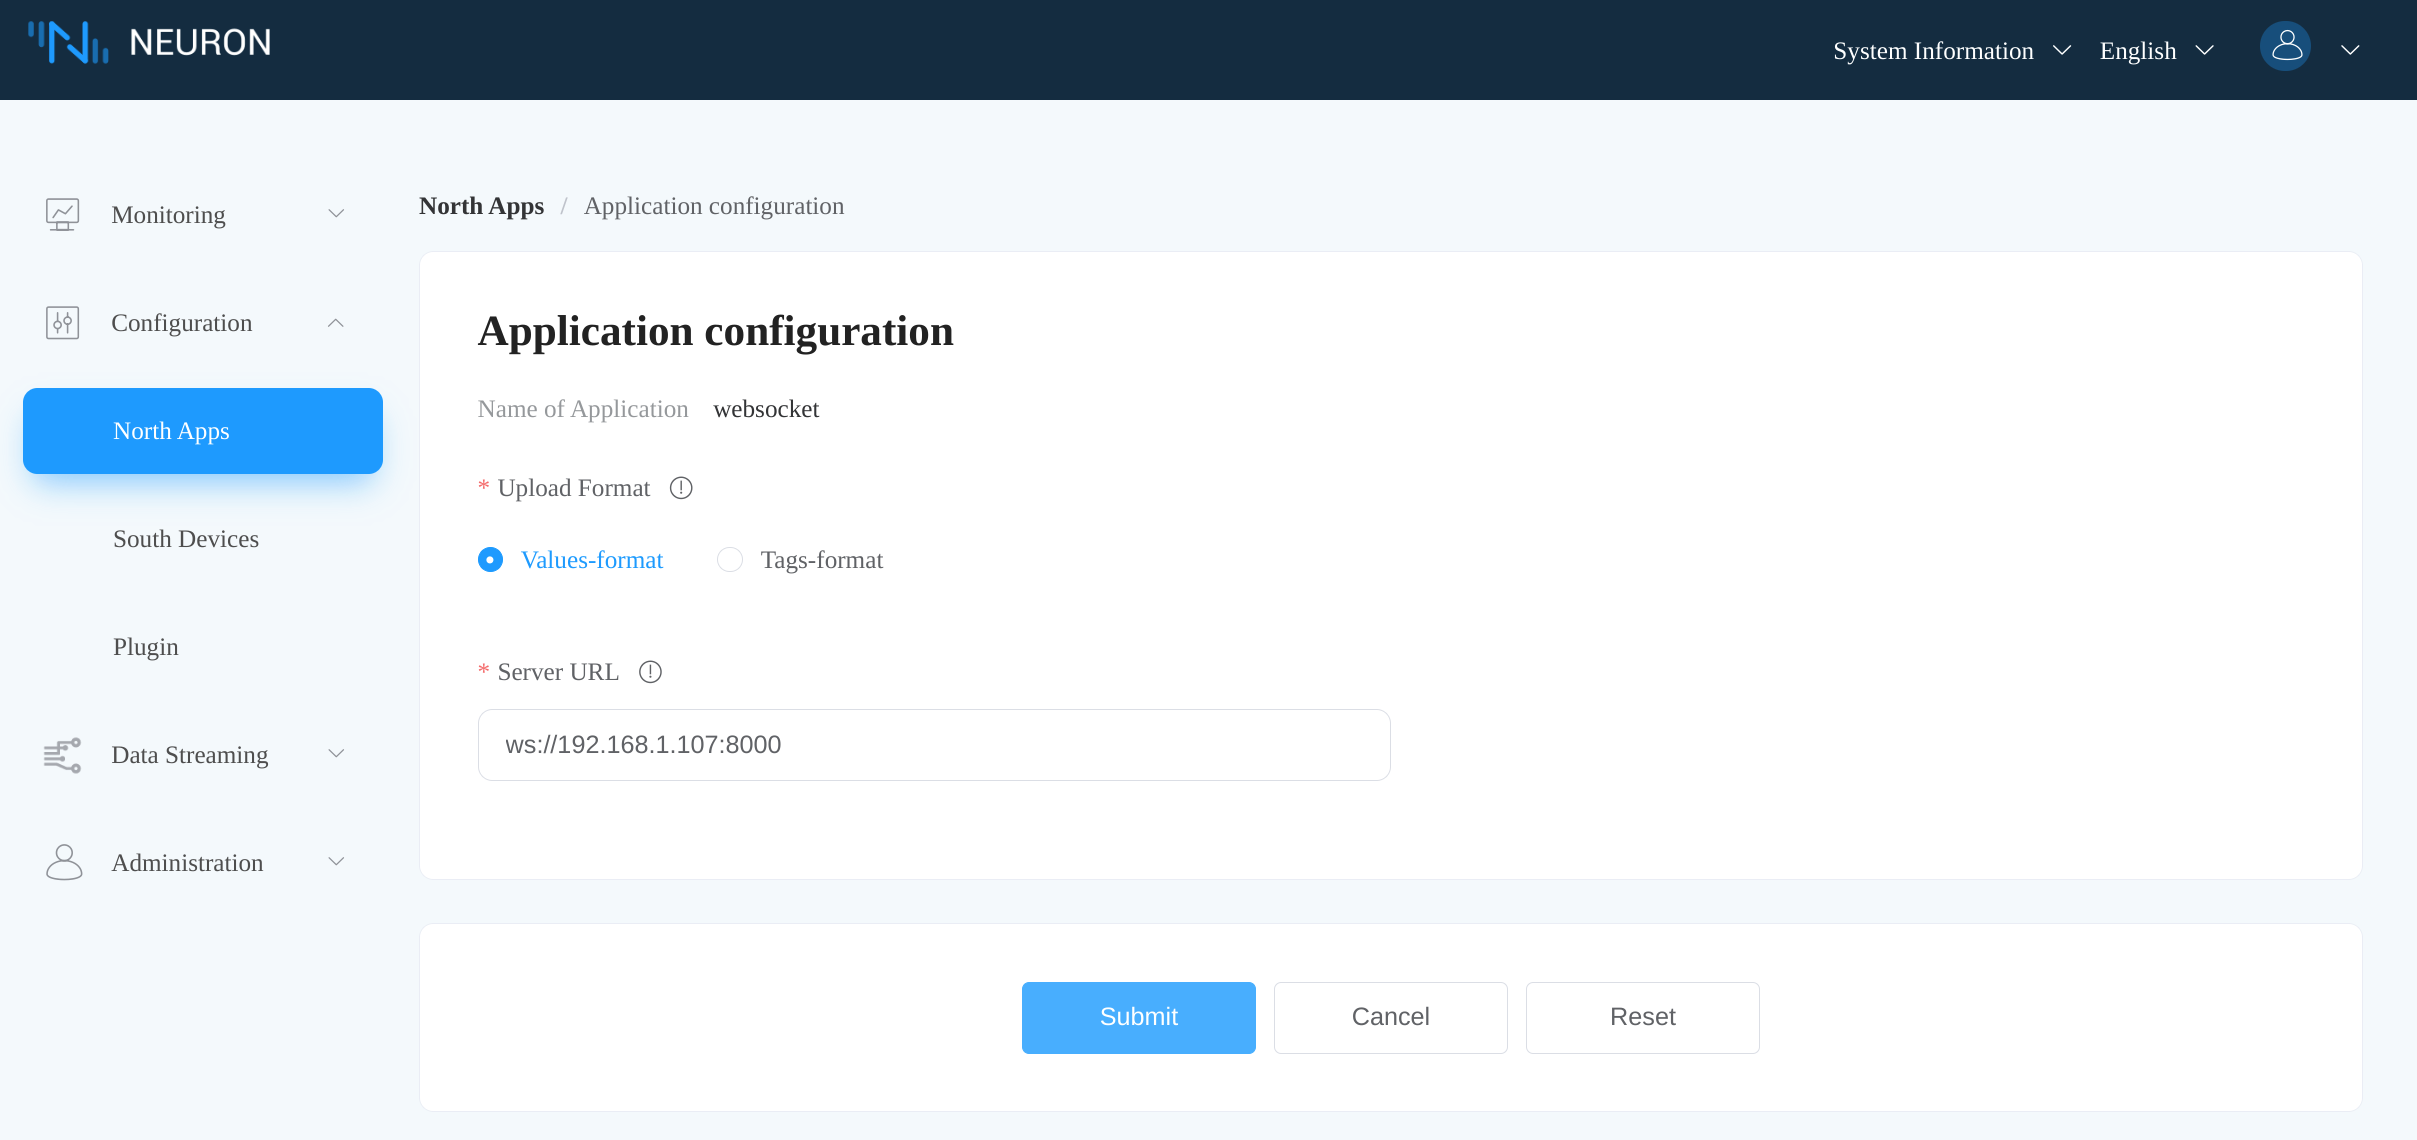 NEURON
System Information
English
Monitoring
Configuration
North Apps
South Devices
Plugin
Data Streaming
Administration
North Apps / Application configuration
Application configuration
Name of Application websocket
* Upload Format
Values-format Tags-format
* Server URL
ws://192.168.1.107:8000
Submit Cancel Reset